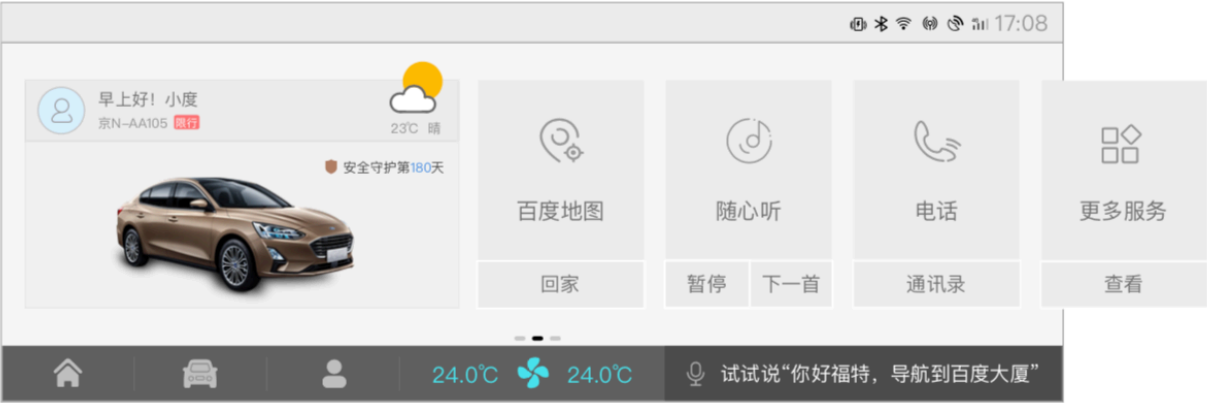 17:08
早上好！小度
京N-AA105 限行
23℃ 晴
安全守护第180天
百度地图
回家
随心听
暂停 下一首
电话
通讯录
更多服务
查看
24.0℃ 24.0℃
试试说“你好福特，导航到百度大厦”